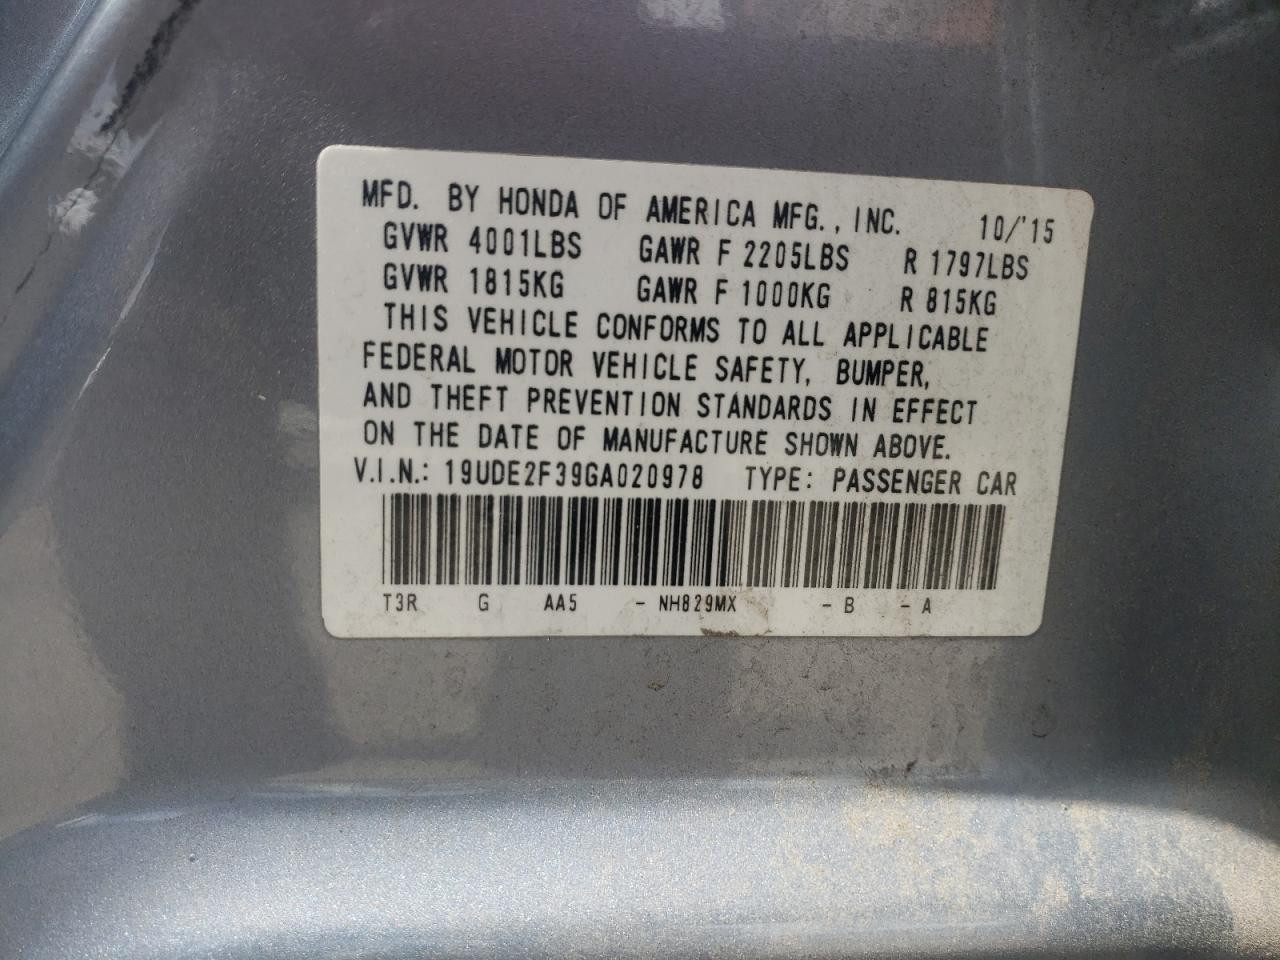 MFD. BY HONDA OF AMERICA MFG., INC. 10/'15
GVWR 4001LBS GAWR F 2205LBS R 1797LBS
GVWR 1815KG GAWR F 1000KG R 815KG
THIS VEHICLE CONFORMS TO ALL APPLICABLE
FEDERAL MOTOR VEHICLE SAFETY, BUMPER,
AND THEFT PREVENTION STANDARDS IN EFFECT
ON THE DATE OF MANUFACTURE SHOWN ABOVE.
V.I.N.: 19UDE2F39GA020978 TYPE: PASSENGER CAR
T3R G AA5 - NH829MX - B - A